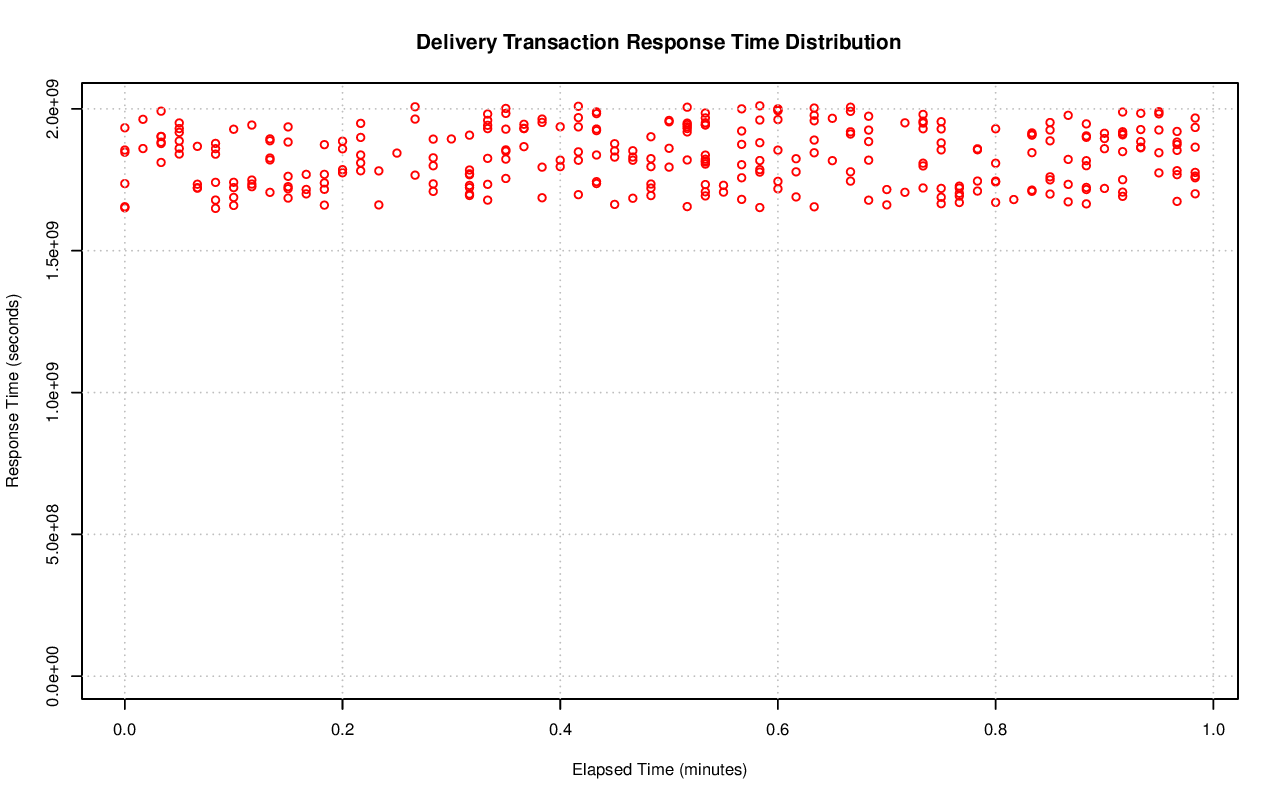 Delivery Transaction Response Time Distribution
Response Time (seconds)
2.0e+09
1.5e+09
1.0e+09
5.0e+08
0.0e+00
0.0 0.2 0.4 0.6 0.8 1.0
Elapsed Time (minutes)